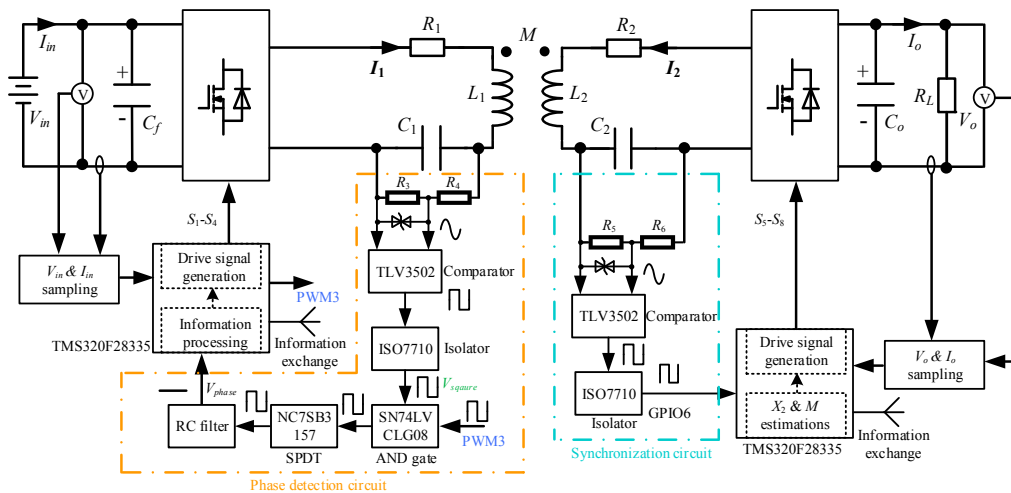 I_in
V_in
V
+
-
C_f
R_1
I_1
L_1
C_1
M
R_2
I_2
L_2
C_2
I_o
+
-
C_o
R_L
V_o
V
S_1-S_4
R_3
R_4
TLV3502
Comparator
V_in & I_in
sampling
Drive signal
generation
Information
processing
TMS320F28335
PWM3
Information
exchange
ISO7710
Isolator
V_phase
V_sqaure
RC filter
NC7SB3
157
SPDT
SN74LV
CLG08
AND gate
PWM3
Phase detection circuit
R_5
R_6
TLV3502
Comparator
ISO7710
Isolator
GPIO6
Synchronization circuit
S_5-S_8
Drive signal
generation
X_2 & M
estimations
TMS320F28335
V_o & I_o
sampling
Information
exchange